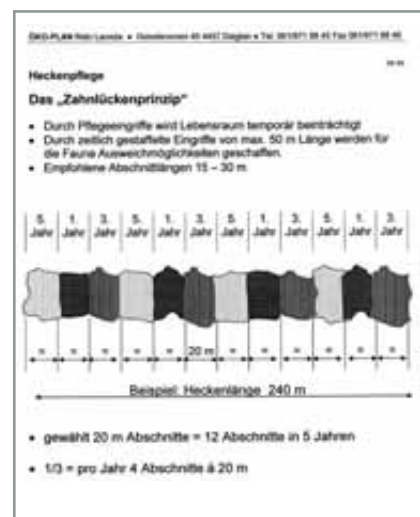 ÖKO-PLAN
Heckenpflege
Das „Zahnlückenprinzip"
• Durch Pflegeeingriffe wird Lebensraum temporär beinträchtigt
• Durch zeitlich gestaffelte Eingriffe von max. 50 m Länge werden für
die Fauna Ausweichmöglichkeiten geschaffen.
• Empfohlene Abschnittlängen 15 – 30 m
5. 1. 3. 5. 1. 3. 5. 1. 3. 5. 1. 3.
Jahr Jahr Jahr Jahr Jahr Jahr Jahr Jahr Jahr Jahr Jahr Jahr
= = = = 20 m = = = = = = =
Beispiel: Heckenlänge 240 m
• gewählt 20 m Abschnitte = 12 Abschnitte in 5 Jahren
• 1/3 = pro Jahr 4 Abschnitte à 20 m